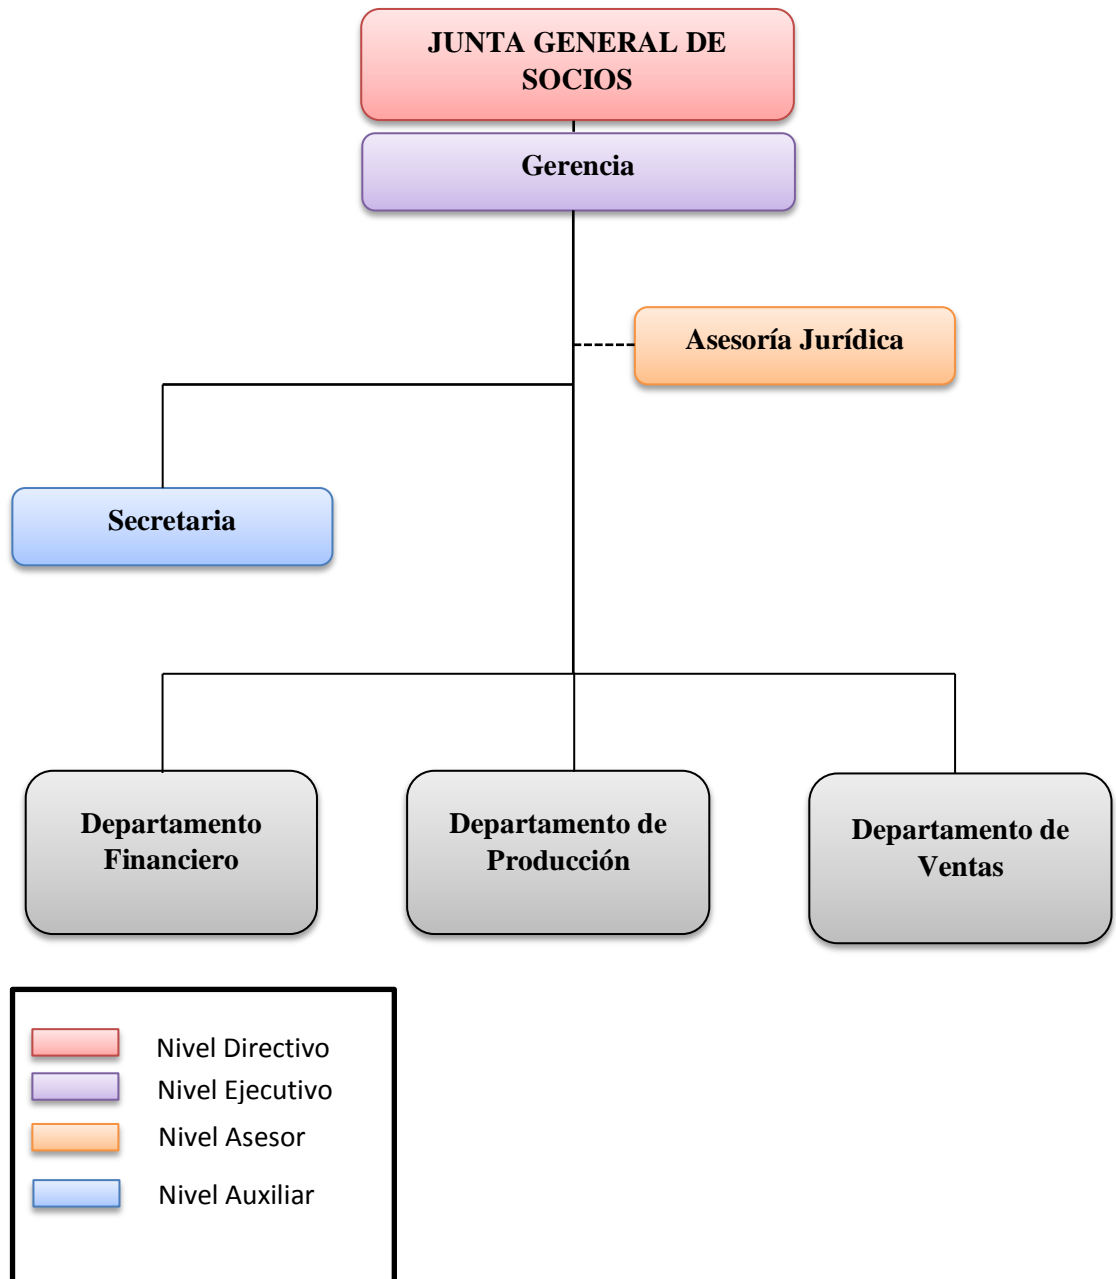 JUNTA GENERAL DE
SOCIOS
Gerencia
Asesoría Jurídica
Secretaria
Departamento
Financiero
Departamento de
Producción
Departamento de
Ventas
Nivel Directivo
Nivel Ejecutivo
Nivel Asesor
Nivel Auxiliar